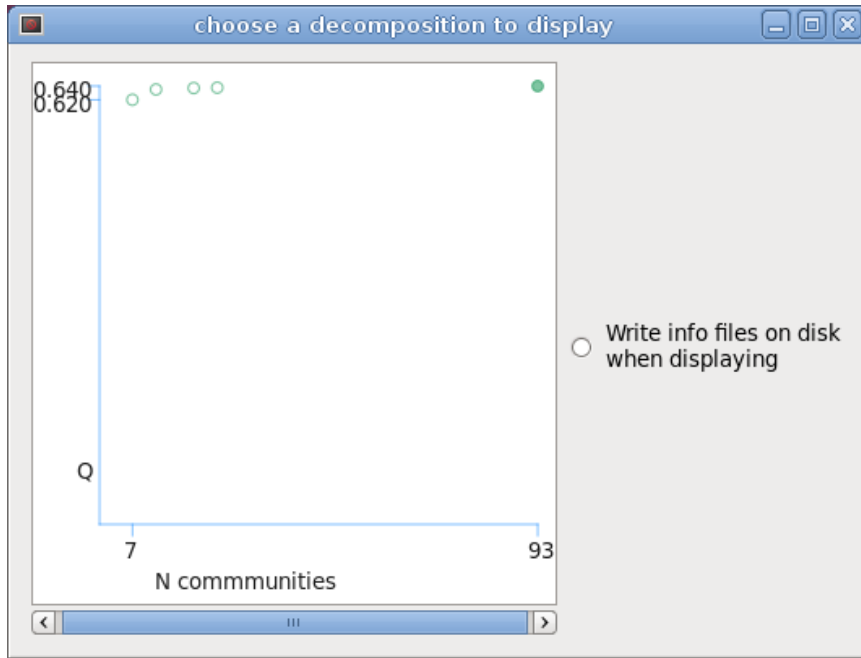 choose a decomposition to display
0.640
0.620
Write info files on disk
when displaying
Q
7
93
N commmunities